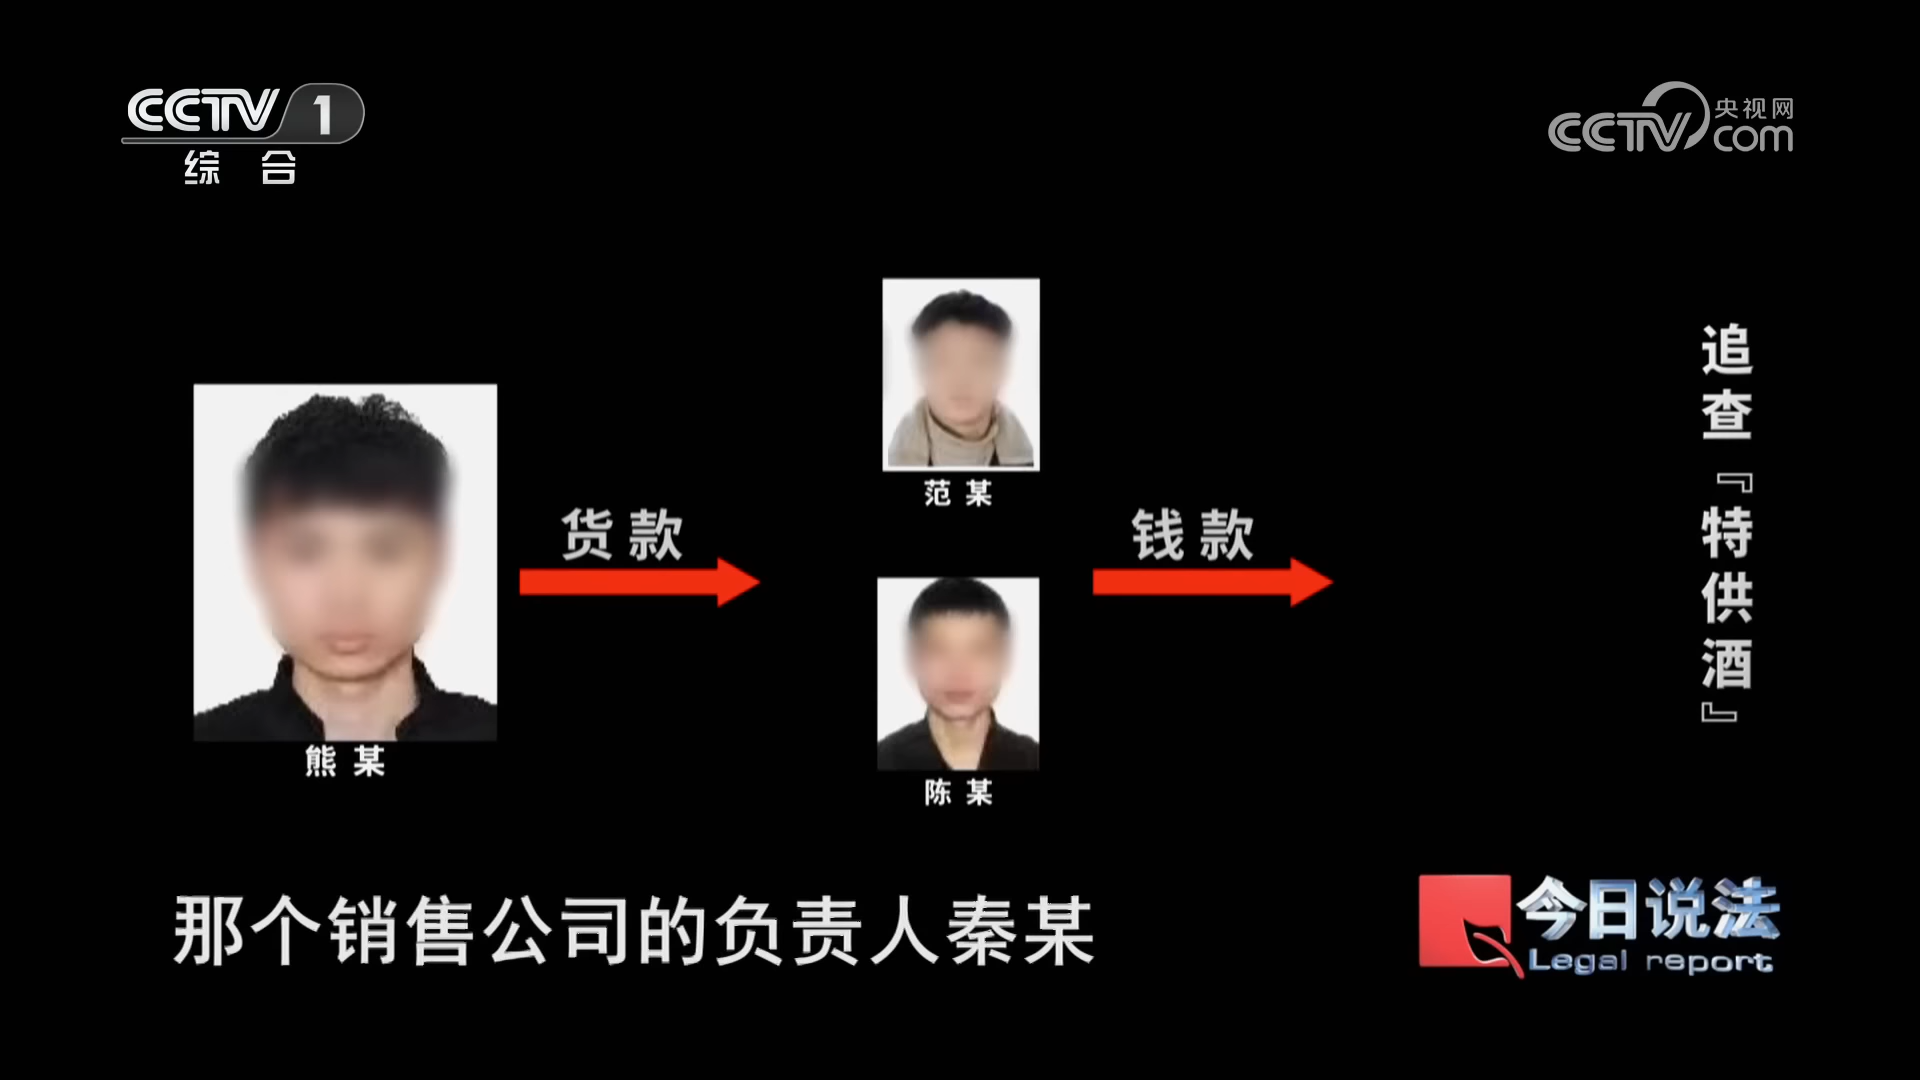 CCTV 1
综合
CCTV 央视网
com
追查『特供酒』
范某
货款
钱款
熊某
陈某
那个销售公司的负责人秦某
今日说法
Legal report